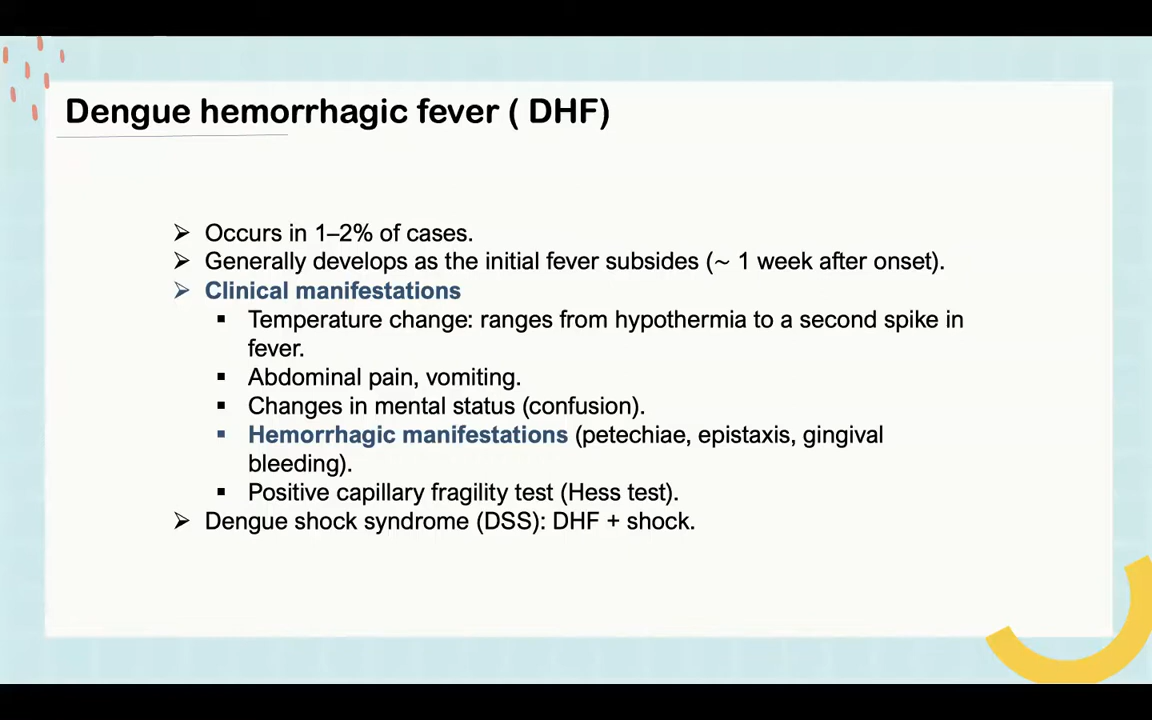 Dengue hemorrhagic fever ( DHF)
➢ Occurs in 1–2% of cases.
➢ Generally develops as the initial fever subsides (~ 1 week after onset).
➢ Clinical manifestations
▪ Temperature change: ranges from hypothermia to a second spike in
fever.
▪ Abdominal pain, vomiting.
▪ Changes in mental status (confusion).
▪ Hemorrhagic manifestations (petechiae, epistaxis, gingival
bleeding).
▪ Positive capillary fragility test (Hess test).
➢ Dengue shock syndrome (DSS): DHF + shock.